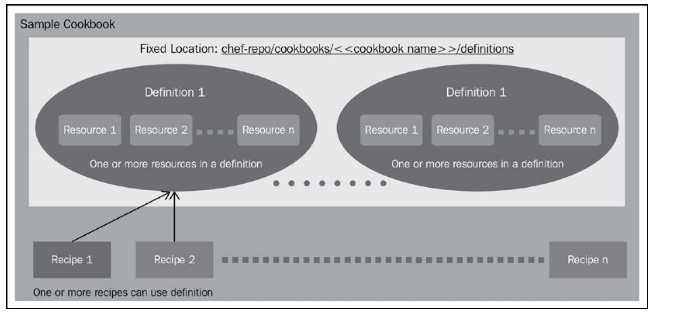 Sample Cookbook
Fixed Location: chef-repo/cookbooks/<<cookbook name>>/definitions
Definition 1
Resource 1 Resource 2 Resource n
One or more resources in a definition
Definition 1
Resource 1 Resource 2 Resource n
One or more resources in a definition
Recipe 1 Recipe 2 Recipe n
One or more recipes can use definition